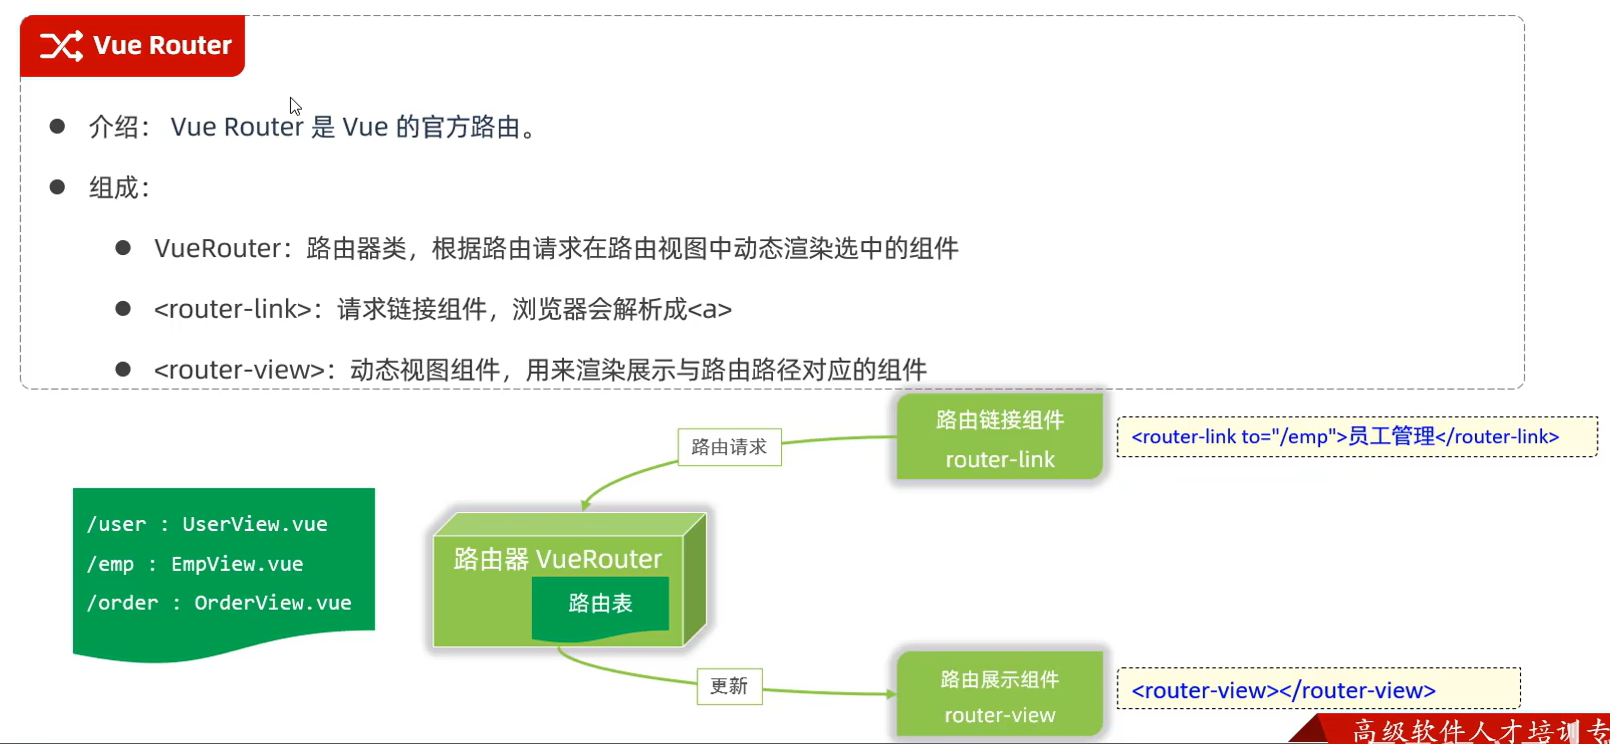 Vue Router
介绍： Vue Router 是 Vue 的官方路由。
组成：
VueRouter：路由器类，根据路由请求在路由视图中动态渲染选中的组件
<router-link>：请求链接组件，浏览器会解析成<a>
<router-view>：动态视图组件，用来渲染展示与路由路径对应的组件
路由链接组件
router-link
<router-link to="/emp">员工管理</router-link>
路由请求
/user : UserView.vue
/emp : EmpView.vue
/order : OrderView.vue
路由器 VueRouter
路由表
更新
路由展示组件
router-view
<router-view></router-view>
高级软件人才培训专